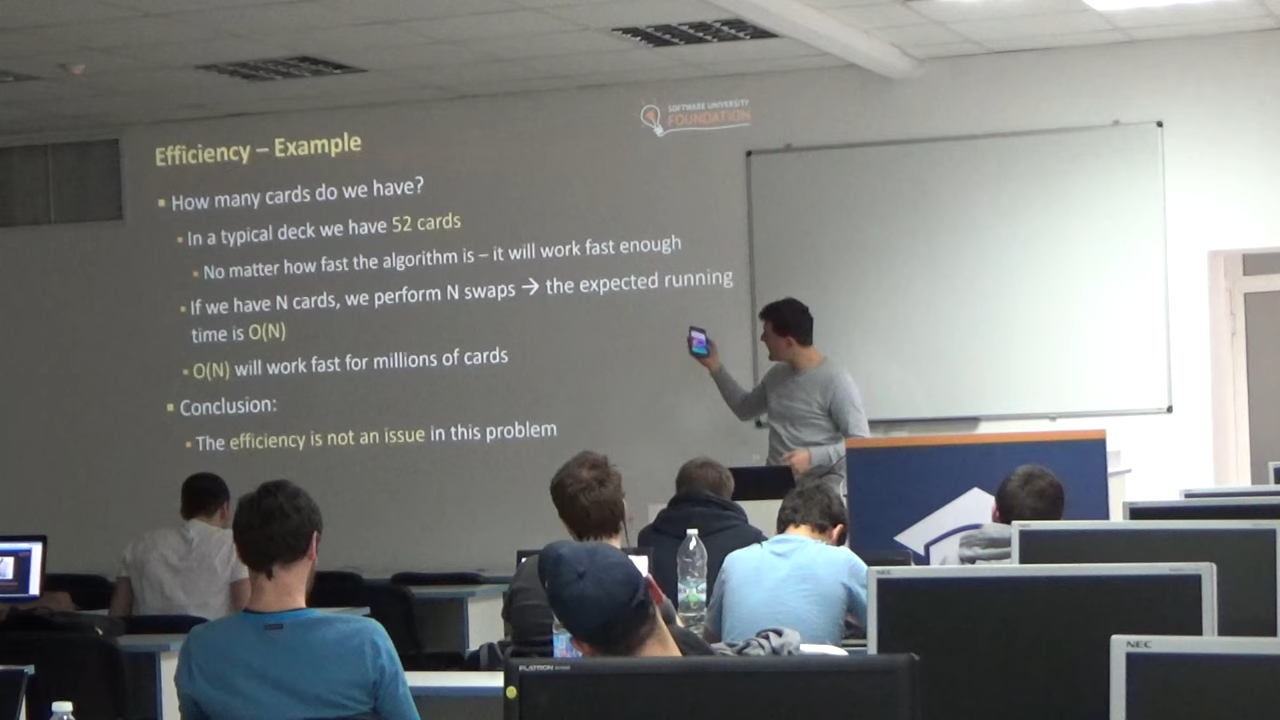 SOFTWARE UNIVERSITY
FOUNDATION
Efficiency – Example
▪ How many cards do we have?
▪ In a typical deck we have 52 cards
▪ No matter how fast the algorithm is – it will work fast enough
▪ If we have N cards, we perform N swaps → the expected running
time is O(N)
▪ O(N) will work fast for millions of cards
▪ Conclusion:
▪ The efficiency is not an issue in this problem
NEC
NEC
FLATRON